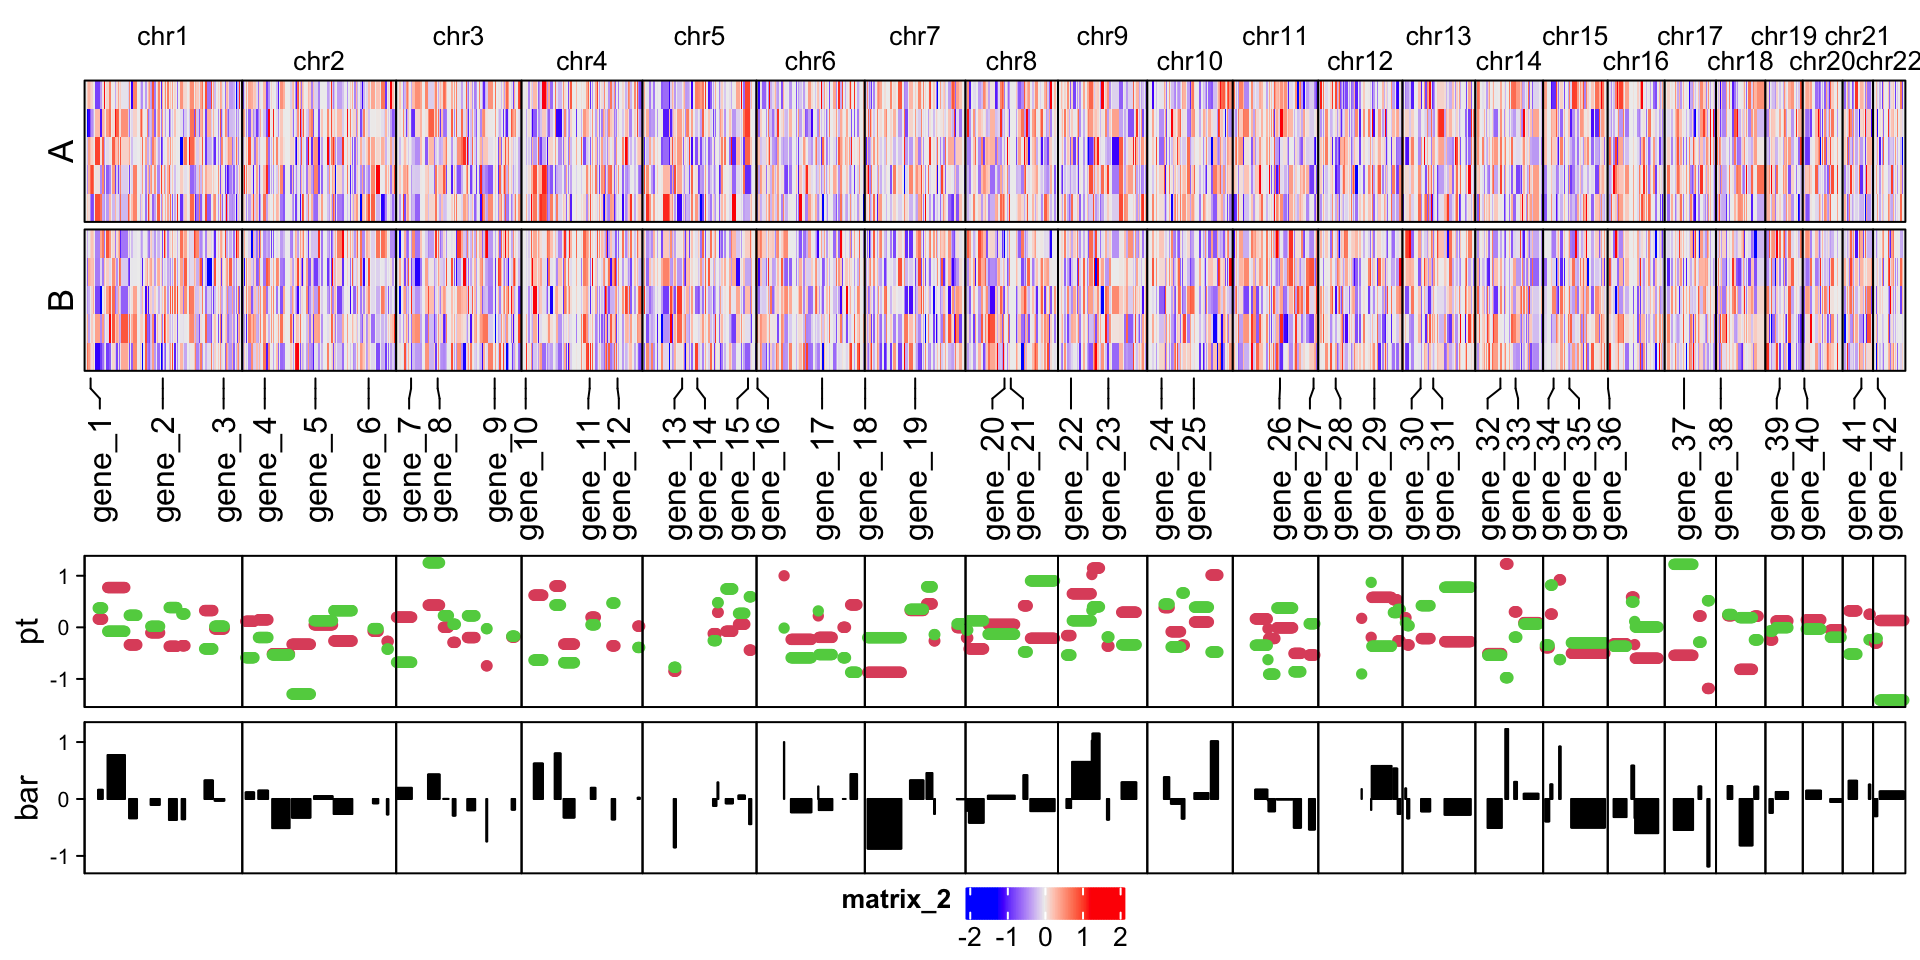 chr1 chr3 chr5 chr7 chr9 chr11 chr13 chr15 chr17 chr19 chr21
chr2 chr4 chr6 chr8 chr10 chr12 chr14 chr16 chr18 chr20 chr22
A
B
gene_1 gene_2 gene_3 gene_4 gene_5 gene_6 gene_7 gene_8 gene_9 gene_10 gene_11 gene_12 gene_13 gene_14 gene_15 gene_16 gene_17 gene_18 gene_19 gene_20 gene_21 gene_22 gene_23 gene_24 gene_25 gene_26 gene_27 gene_28 gene_29 gene_30 gene_31 gene_32 gene_33 gene_34 gene_35 gene_36 gene_37 gene_38 gene_39 gene_40 gene_41 gene_42
pt
1
0
-1
bar
1
0
-1
matrix_2
-2 -1 0 1 2